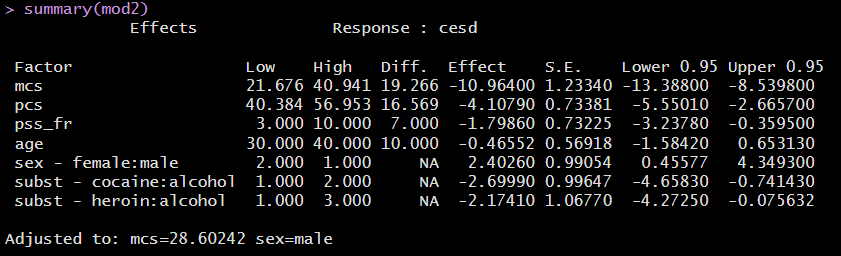 > summary(mod2)
Effects Response : cesd
Factor Low High Diff. Effect S.E. Lower 0.95 Upper 0.95
mcs 21.676 40.941 19.266 -10.96400 1.23340 -13.38800 -8.539800
pcs 40.384 56.953 16.569 -4.10790 0.73381 -5.55010 -2.665700
pss_fr 3.000 10.000 7.000 -1.79860 0.73225 -3.23780 -0.359500
age 30.000 40.000 10.000 -0.46552 0.56918 -1.58420 0.653130
sex - female:male 2.000 1.000 NA 2.40260 0.99054 0.45577 4.349300
subst - cocaine:alcohol 1.000 2.000 NA -2.69990 0.99647 -4.65830 -0.741430
subst - heroin:alcohol 1.000 3.000 NA -2.17410 1.06770 -4.27250 -0.075632
Adjusted to: mcs=28.60242 sex=male